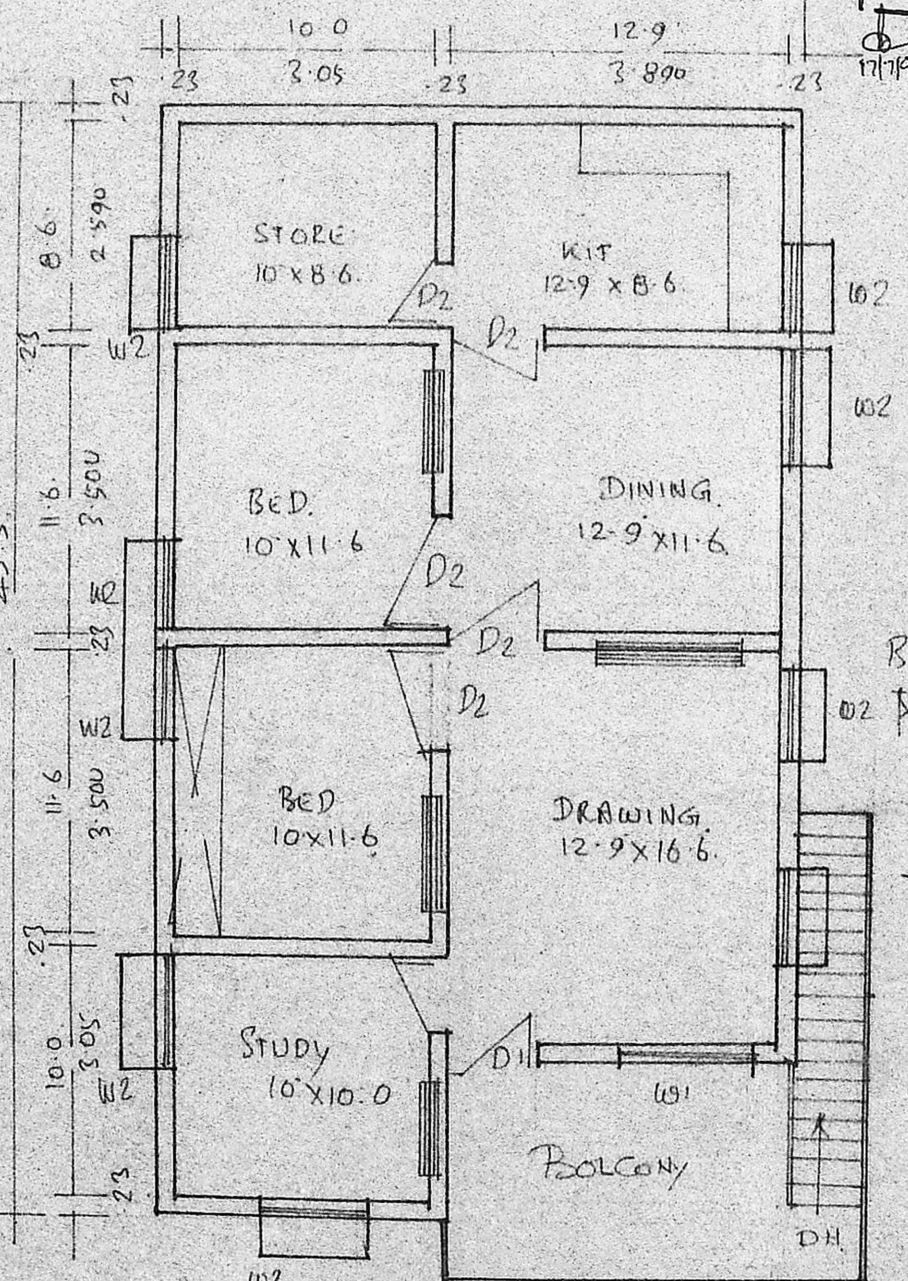 10.0
12.9
.23
3.05
.23
3.890
.23
.23
8.6.
2.590
STORE
10' X 8.6.
KIT
12.9 X 8.6.
D2
D2
W2
W2
.23
W2
11.6.
3.500
BED.
10' X 11.6
DINING.
12.9' X 11.6.
D2
.23
D2
D2
W2
W2
11.6
3.500
BED
10' X 11.6
DRAWING.
12.9 X 16.6.
.23
10.0
3.05
STUDY
10' X 10.0
D1
W1
W2
BOLCONY
.23
DH.
W2